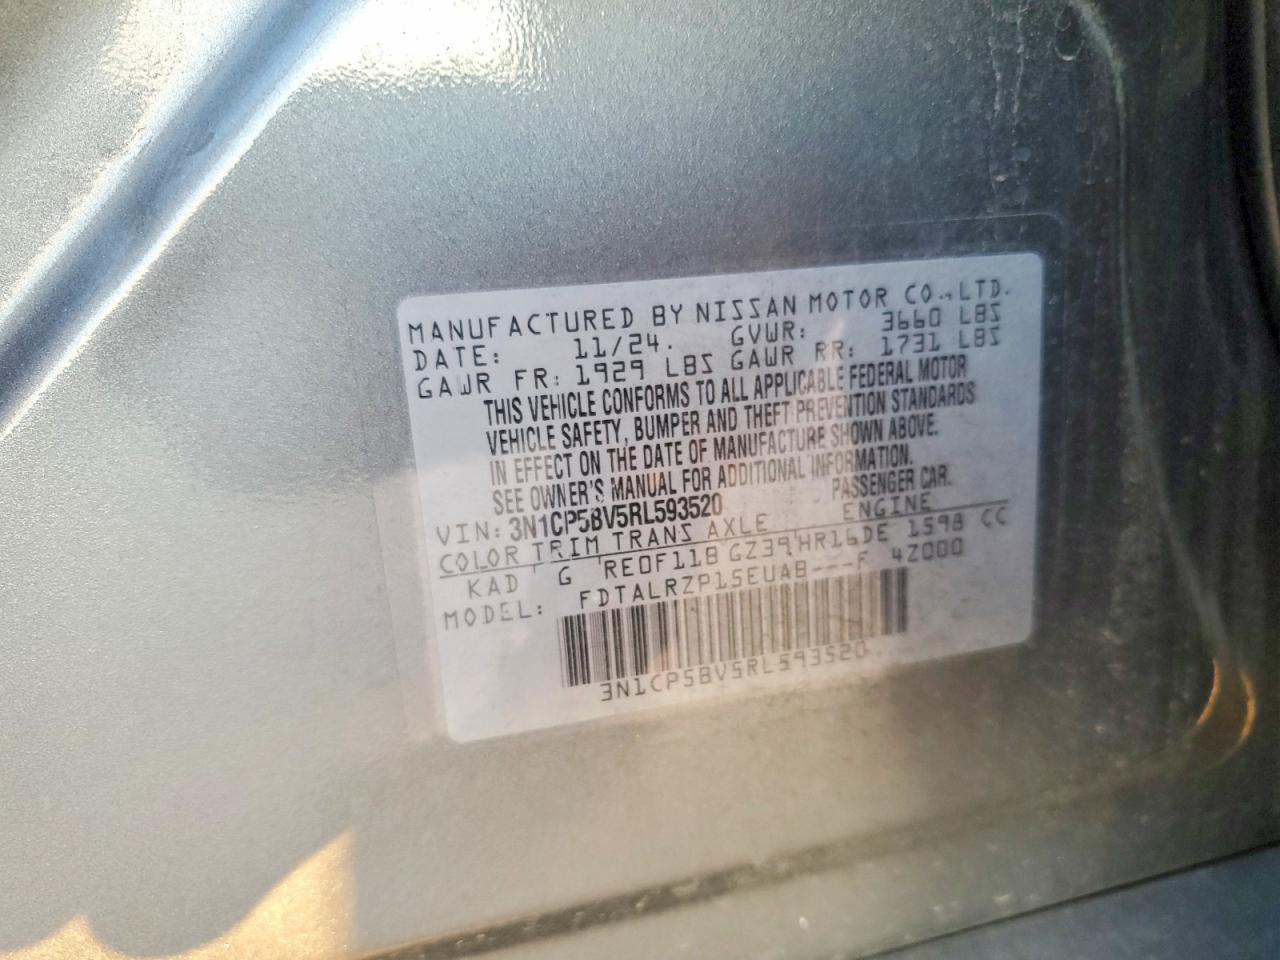 MANUFACTURED BY NISSAN MOTOR CO.,LTD.
DATE: 11/24. GVWR: 3660 LBS
GAWR FR: 1929 LBS GAWR RR: 1731 LBS
THIS VEHICLE CONFORMS TO ALL APPLICABLE FEDERAL MOTOR
VEHICLE SAFETY, BUMPER AND THEFT PREVENTION STANDARDS
IN EFFECT ON THE DATE OF MANUFACTURE SHOWN ABOVE.
SEE OWNER'S MANUAL FOR ADDITIONAL INFORMATION.
VIN: 3N1CP5BV5RL593520 PASSENGER CAR.
COLOR TRIM TRANS AXLE ENGINE
KAD G RE0F11B GZ39 HR16DE 1598 CC
MODEL: FDTALRZP15EUAB---F 4Z000
3N1CP5BV5RL593520